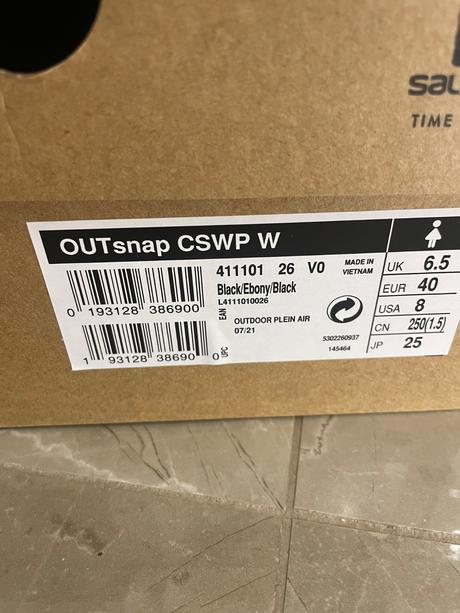 TIME
OUTsnap CSWP W
411101 26 V0
MADE IN
VIETNAM
Black/Ebony/Black
L4111010026
0 193128 386900
EAN
OUTDOOR PLEIN AIR
07/21
5302260937
145464
1 93128 38690 0
UPC
UK 6.5
EUR 40
USA 8
CN 250(1.5)
JP 25